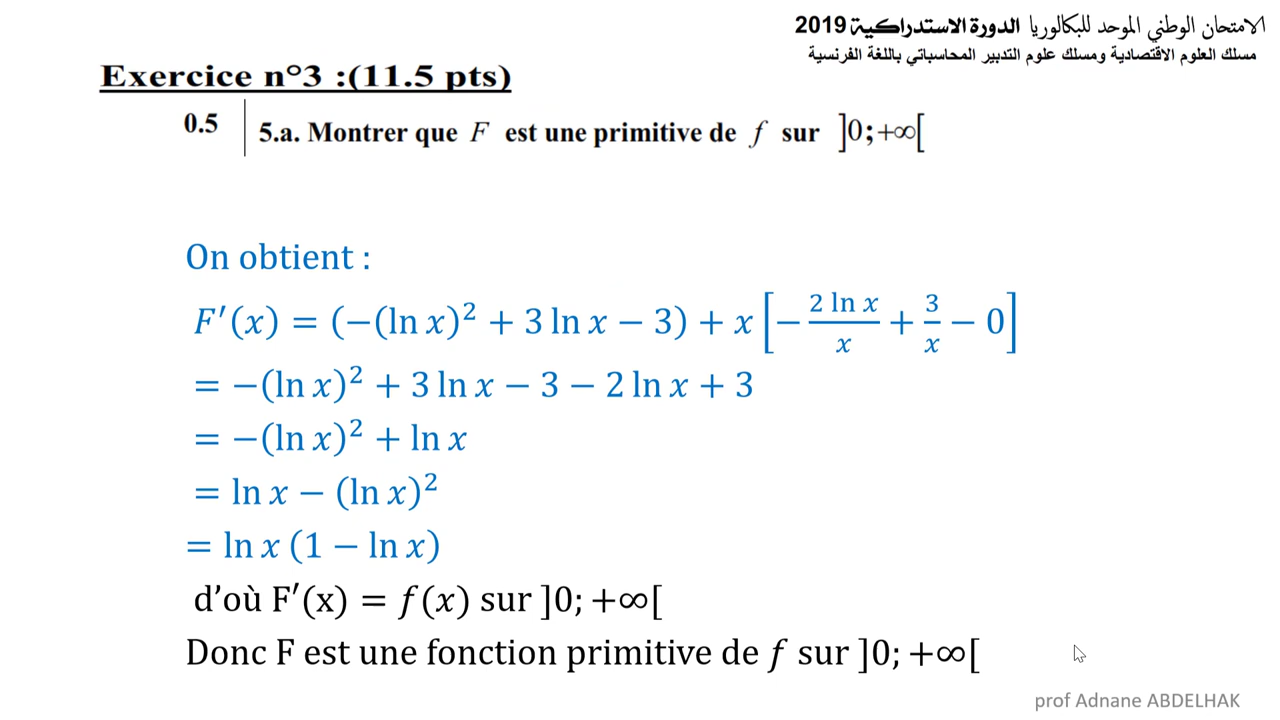 الامتحان الوطني الموحد للبكالوريا الدورة الاستدراكية 2019
مسلك العلوم الاقتصادية ومسلك علوم التدبير المحاسباتي باللغة الفرنسية
Exercice n°3 :(11.5 pts)
0.5 5.a. Montrer que F est une primitive de f sur ]0;+∞[
On obtient :
F′(x) = (−(ln x)² + 3 ln x − 3) + x [− 2 ln x / x + 3 / x − 0]
= −(ln x)² + 3 ln x − 3 − 2 ln x + 3
= −(ln x)² + ln x
= ln x − (ln x)²
= ln x (1 − ln x)
d’où F′(x) = f(x) sur ]0; +∞[
Donc F est une fonction primitive de f sur ]0; +∞[
prof Adnane ABDELHAK